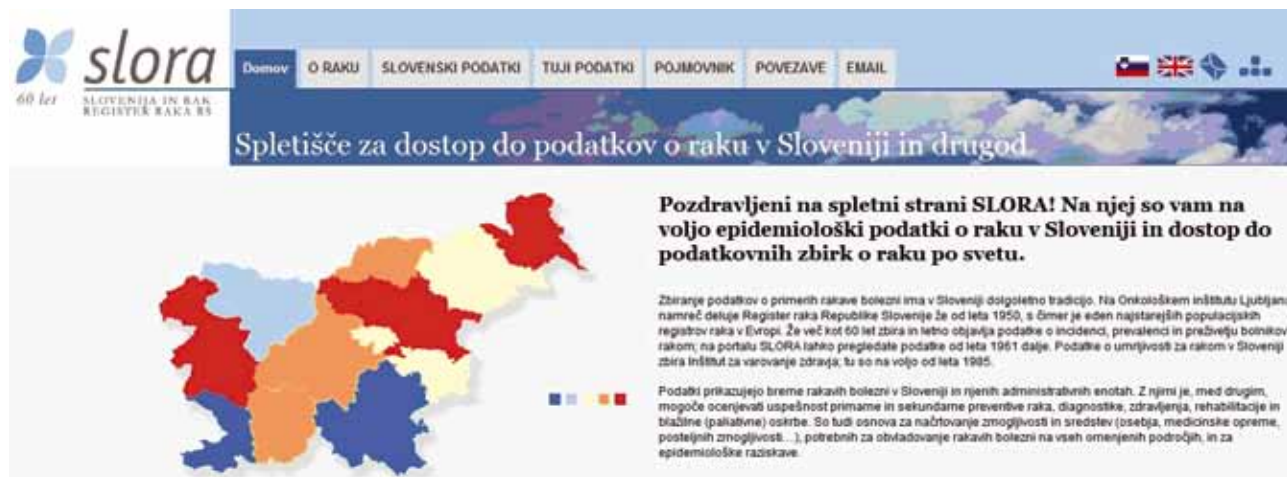 slora
60 let
SLOVENIJA IN RAK
REGISTER RAKA RS
Domov O RAKU SLOVENSKI PODATKI TUJI PODATKI POJMOVNIK POVEZAVE EMAIL
Spletišče za dostop do podatkov o raku v Sloveniji in drugod
Pozdravljeni na spletni strani SLORA! Na njej so vam na
voljo epidemiološki podatki o raku v Sloveniji in dostop do
podatkovnih zbirk o raku po svetu.
Zbiranje podatkov o primerih rakave bolezni ima v Sloveniji dolgoletno tradicijo. Na Onkološkem inštitutu Ljubljana
namreč deluje Register raka Republike Slovenije že od leta 1950, s čimer je eden najstarejših populacijskih
registrov raka v Evropi. Že več kot 60 let zbira in letno objavlja podatke o incidenci, prevalenci in preživetju bolnikov
rakom; na portalu SLORA lahko pregledate podatke od leta 1961 dalje. Podatke o umrljivosti za rakom v Sloveniji
zbira Inštitut za varovanje zdravja; tu so na voljo od leta 1985.
Podatki prikazujejo breme rakavih bolezni v Sloveniji in njenih administrativnih enotah. Z njimi je, med drugim,
mogoče ocenjevati uspešnost primarne in sekundarne preventive raka, diagnostike, zdravljenja, rehabilitacije in
blažilne (paliativne) oskrbe. So tudi osnova za načrtovanje zmogljivosti in sredstev (osebja, medicinske opreme,
posteljnih zmogljivosti...), potrebnih za obvladovanje rakavih bolezni na vseh omenjenih področjih, in za
epidemiološke raziskave.